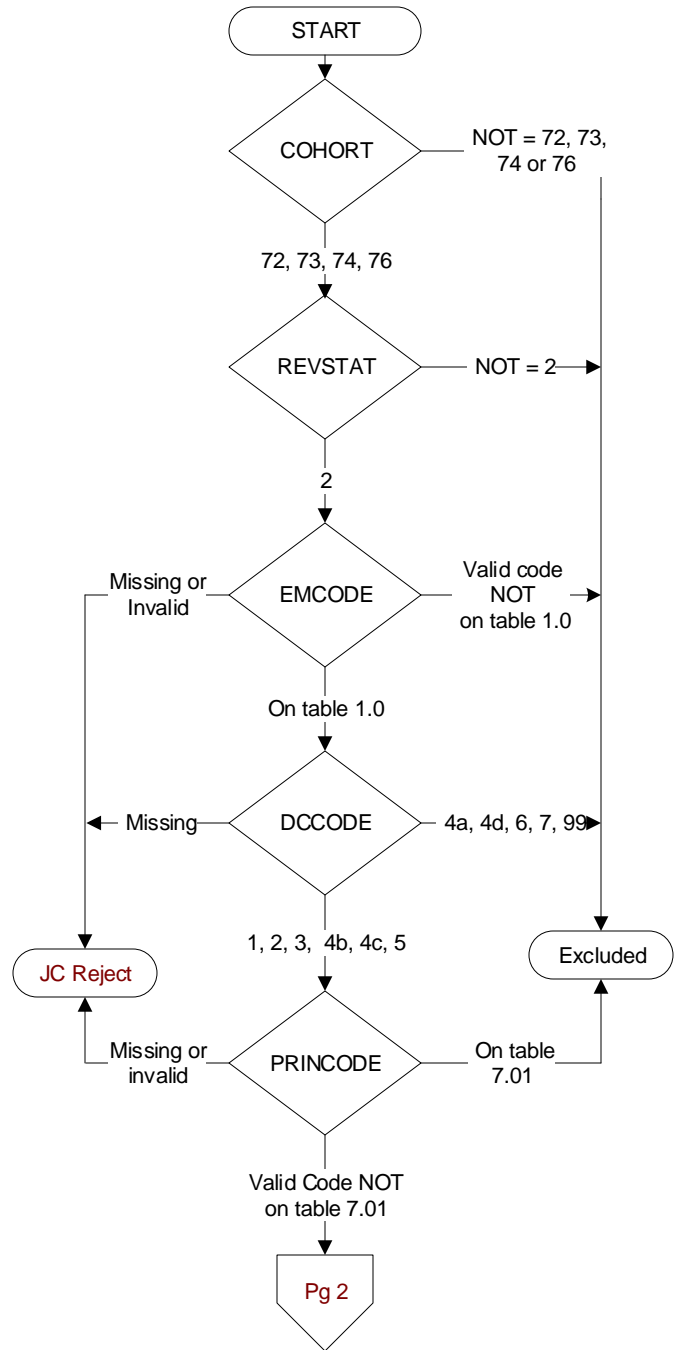 START
COHORT
NOT = 72, 73,
74 or 76
72, 73, 74, 76
REVSTAT
NOT = 2
2
Missing or
Invalid
EMCODE
Valid code
NOT
on table 1.0
On table 1.0
Missing
DCCODE
4a, 4d, 6, 7, 99
1, 2, 3, 4b, 4c, 5
JC Reject
Excluded
Missing or
invalid
PRINCODE
On table
7.01
Valid Code NOT
on table 7.01
Pg 2